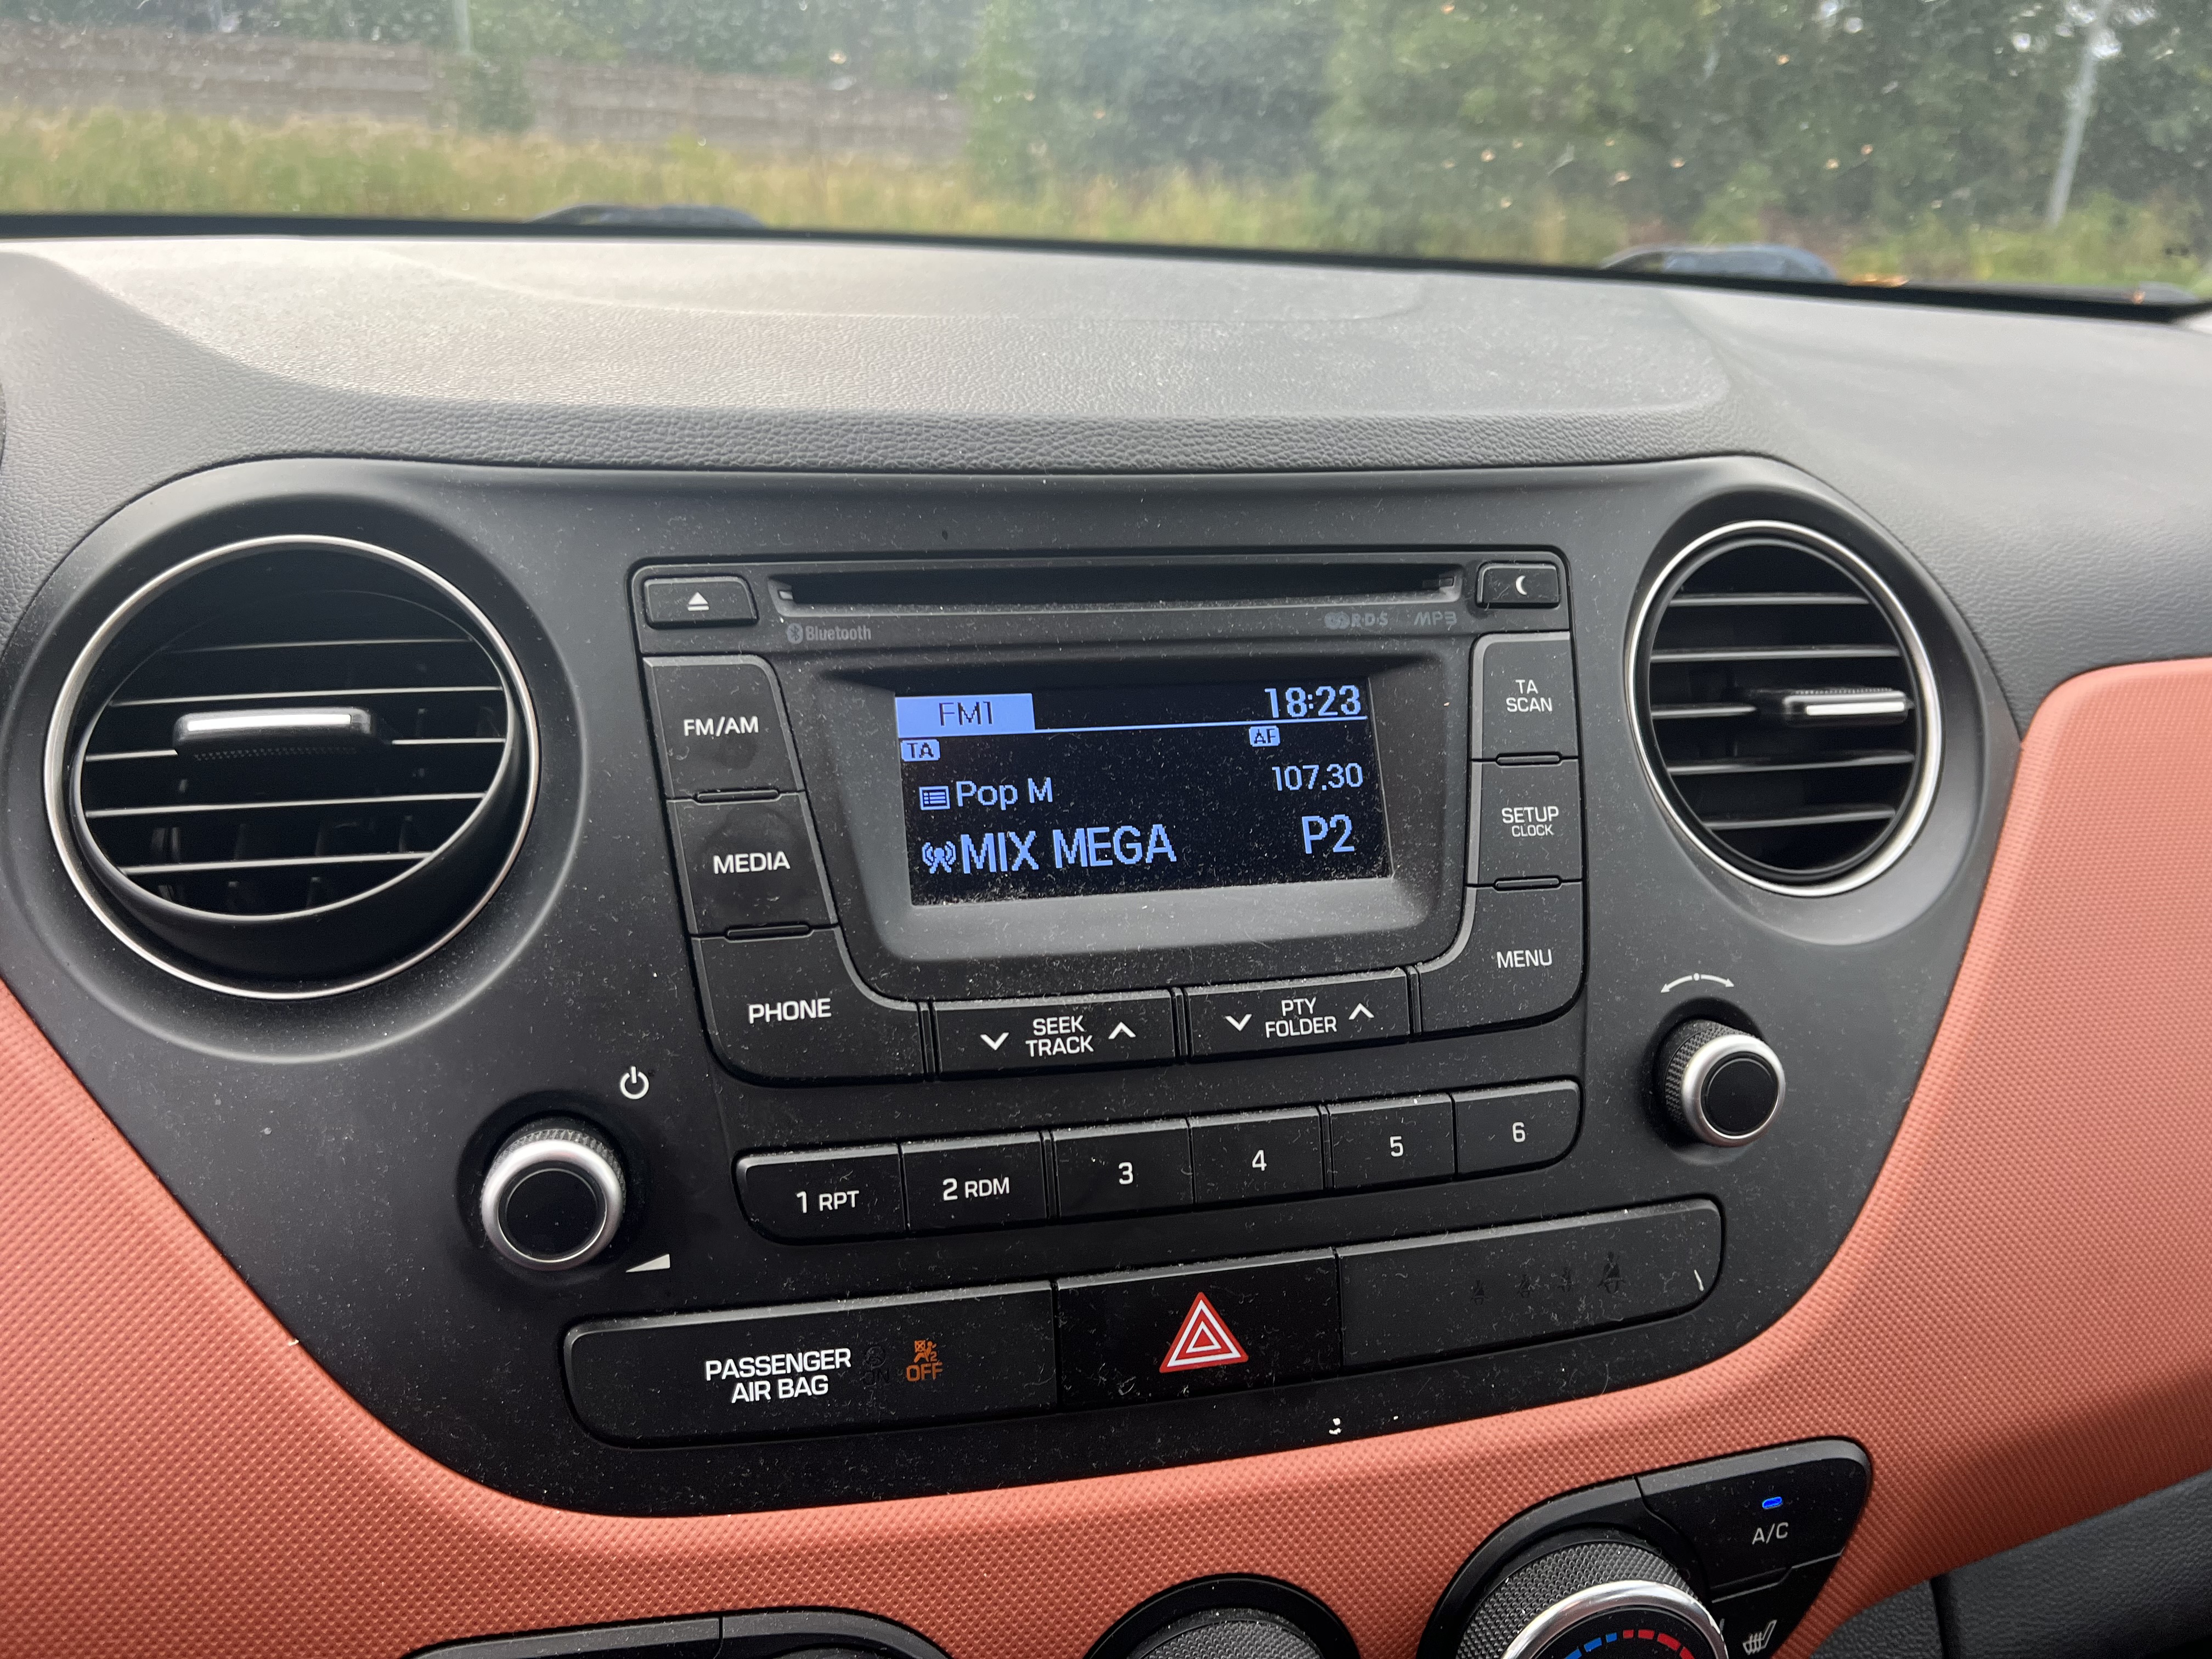 Bluetooth
R·D·S MP3
FM/AM
MEDIA
PHONE
FM1 18:23
TA AF
Pop M 107.30
MIX MEGA P2
TA
SCAN
SETUP
CLOCK
MENU
SEEK
TRACK
PTY
FOLDER
1 RPT
2 RDM
3
4
5
6
PASSENGER
AIR BAG
ON
OFF
A/C